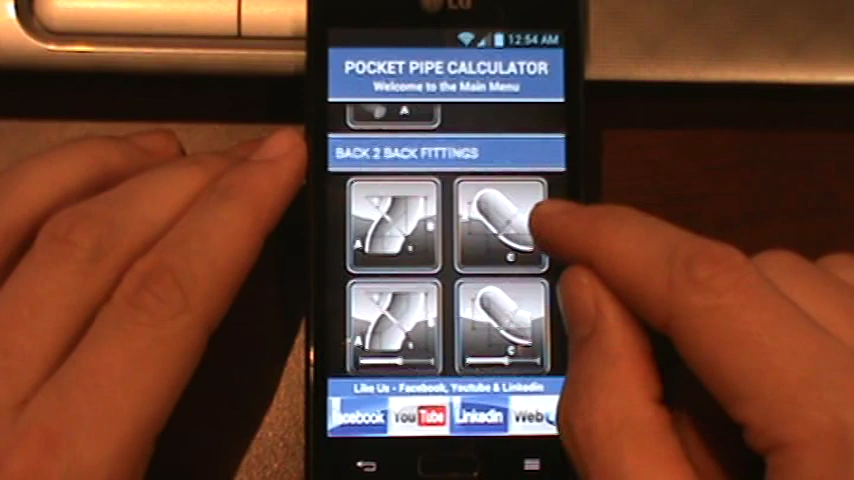 LG
12:54 AM
POCKET PIPE CALCULATOR
Welcome to the Main Menu
A
BACK 2 BACK FITTINGS
A B
C
A
C
Like Us - Facebook, Youtube & Linkedin
facebook YouTube Linkedin Web